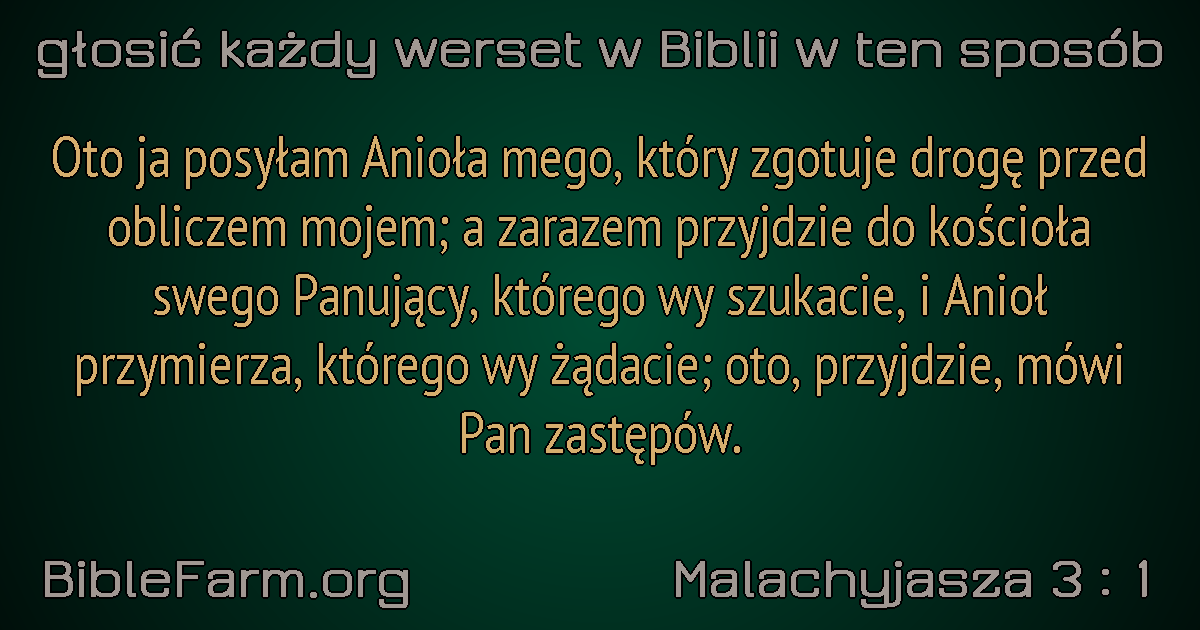 głosić każdy werset w Biblii w ten sposób
Oto ja posyłam Anioła mego, który zgotuje drogę przed
obliczem mojem; a zarazem przyjdzie do kościoła
swego Panujący, którego wy szukacie, i Anioł
przymierza, którego wy żądacie; oto, przyjdzie, mówi
Pan zastępów.
BibleFarm.org
Malachyjasza 3 : 1